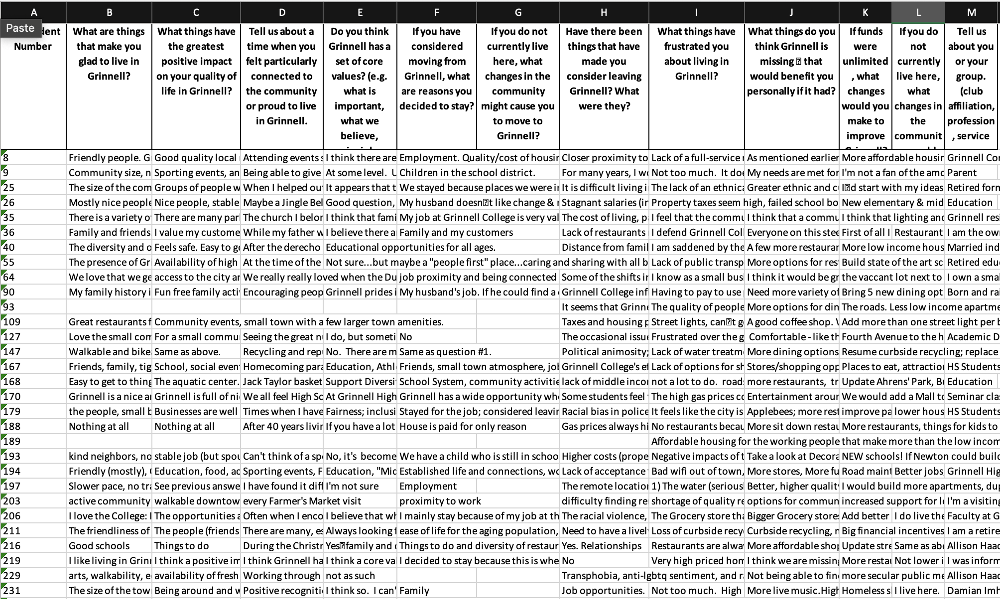 A B C D E F G H I J K L M
Paste
dent
Number
What are things
that make you
glad to live in
Grinnell?
What things have
the greatest
positive impact
on your quality of
life in Grinnell?
Tell us about a
time when you
felt particularly
connected to
the community
or proud to live
in Grinnell.
Do you think
Grinnell has a
set of core
values? (e.g.
what is
important,
what we
believe,
principles
If you have
considered
moving from
Grinnell, what
are reasons you
decided to stay?
If you do not
currently live
here, what
changes in the
community
might cause you
to move to
Grinnell?
Have there been
things that have
made you
consider leaving
Grinnell? What
were they?
What things have
frustrated you
about living in
Grinnell?
What things do you
think Grinnell is
missing that
would benefit you
personally if it had?
If funds
were
unlimited
, what
changes
would you
make to
improve
Grinnell?
If you do
not
currently
live here,
what
changes in
the
communit
y would
Tell us
about you
or your
group.
(club
affiliation,
profession
, service
group
8 Friendly people. G Good quality local Attending events s I think there are Employment. Quality/cost of housin Closer proximity to Lack of a full-service As mentioned earlier More affordable housin Grinnell Cor
9 Community size, n Sporting events, an Being able to give At some level. U Children in the school district. For many years, I wo Not too much. It doe My needs are met for I'm not a fan of the amo Parent
25 The size of the com Groups of people w When I helped ou It appears that t We stayed because places we were i It is difficult living i The lack of an ethnica Greater ethnic and c I d start with my ideas Retired form
26 Mostly nice people Nice people, stable Maybe a Jingle Bel Good question, My husband doesn t like change & Stagnant salaries (in Property taxes seem high, failed school bo New elementary & mid Education
35 There is a variety of There are many par The church I belor I think that fami My job at Grinnell College is very val The cost of living, p I feel that the commu I think that a commu I think that lighting and Grinnell resi
36 Family and friends. I value my custome While my father w I believe there a Family and my customers Lack of restaurants I defend Grinnell Coll Everyone on this stee First of all I Restaurant I am the ow
40 The diversity and o Feels safe. Easy to ge After the derecho Educational opportunities for all ages. Distance from famil I am saddened by the A few more restauran More low income hous Married ind
55 The presence of Gri Availability of high At the time of the Not sure...but maybe a "people first" place...caring and sharing with all b Lack of public transp More options for res Build state of the art sc Retired edu
64 We love that we ge access to the city an We really really loved when the Du job proximity and being connected Some of the shifts in I know as a small busi I think it would be gr the vaccant lot next to I own a smal
90 My family history i Fun free family acti Encouraging peop Grinnell prides i My husband's job. If he could find a Grinnell College inf Having to pay to use Need more variety of Bring 5 new dining opti Born and rai
93 It seems that Grinne The quality of people More options for din The roads. Less low income apartme
109 Great restaurants f Community events, small town with a few larger town amenities. Taxes and housing p Street lights, can t g A good coffee shop. Add more than one street light per b
127 Love the small com For a small commu Seeing the great n I do, but someti No The occasional issue Frustrated over the g Comfortable - like th Fourth Avenue to the h Academic D
147 Walkable and bike Same as above. Recycling and rep No. There are m Same as question #1. Political animosity; Lack of water treatm More dining options Resume curbside recycling; replace
167 Friends, family, tig School, social even Homecoming para Education, Athl Friends, small town atmosphere, job Grinnell College's ef Lack of options for sh Stores/shopping opp Places to eat, attraction HS Students
168 Easy to get to thing The aquatic center. Jack Taylor basket Support Diversi School System, community activitie lack of middle incor not a lot to do. road more restaurants, tr Update Ahrens' Park, Bu Education
170 Grinnell is a nice ar Grinnell is full of ni We all feel High Sc At Grinnell High Grinnell has a wide opportunity wh Some students feel The high gas prices co Entertainment aroun We would add a Mall to Seminar clas
179 the people, small b Businesses are well Times when I have Fairness; inclusi Stayed for the job; considered leavin Racial bias in police It feels like the city is Applebees; more rest improve pa lower hous HS Students
188 Nothing at all Nothing at all After 40 years livin If you have a lot House is paid for only reason Gas prices always hi No restaurants becau More sit down restau More restaurants, things for kids to
189 Affordable housing for the working people that make more than the low incom
193 kind neighbors, no stable job (but spou Can't think of a spe No, it's become We have a child who is still in schoo Higher costs (prope Negative impacts of t Take a look at Decora NEW schools! If Newton could build
194 Friendly (mostly), Education, food, ac Sporting events, F Education, "Mid Established life and connections, wo Lack of acceptance Bad wifi out of town, More stores, More fu Road maint Better jobs, Grinnell Hig
197 Slower pace, no tra See previous answe I have found it diff I'm not sure Employment The remote location 1) The water (serious Better, higher quality I would build more apartments, dup
203 active community walkable downtow every Farmer's Market visit proximity to work difficulty finding re shortage of quality re options for commun increased support for lo I'm a visiting
206 I love the College: I The opportunities a Often when I enco I believe that wh I mainly stay because of my job at th The racial violence, The Grocery store tha Bigger Grocery store Add better I do live the Faculty at G
211 The friendliness of The people (friends There are many, es Always looking f ease of life for the aging population, Need to have a livel Loss of curbside recy Curbside recycling, n Big financial incentives I am a retire
216 Good schools Things to do During the Christr Yes family and c Things to do and diversity of restaur Yes. Relationships Restaurants are alwa More affordable shop Update stre Same as abo Allison Haac
219 I like living in Grinn I think a positive im I think Grinnell ha I think a core val I decided to stay because this is whe No Very high priced hom I think we are missing More restau Not lower i I was inform
229 arts, walkability, e availability of fresh Working through not as such Transphobia, anti-lgbtq sentiment, and r Not being able to fin more secular public me Allison Haac
231 The size of the tow Being around and w Positive recogniti I think so. I can' Family Job opportunities. Not too much. High More live music.High Homeless s I live here. Damian Imh